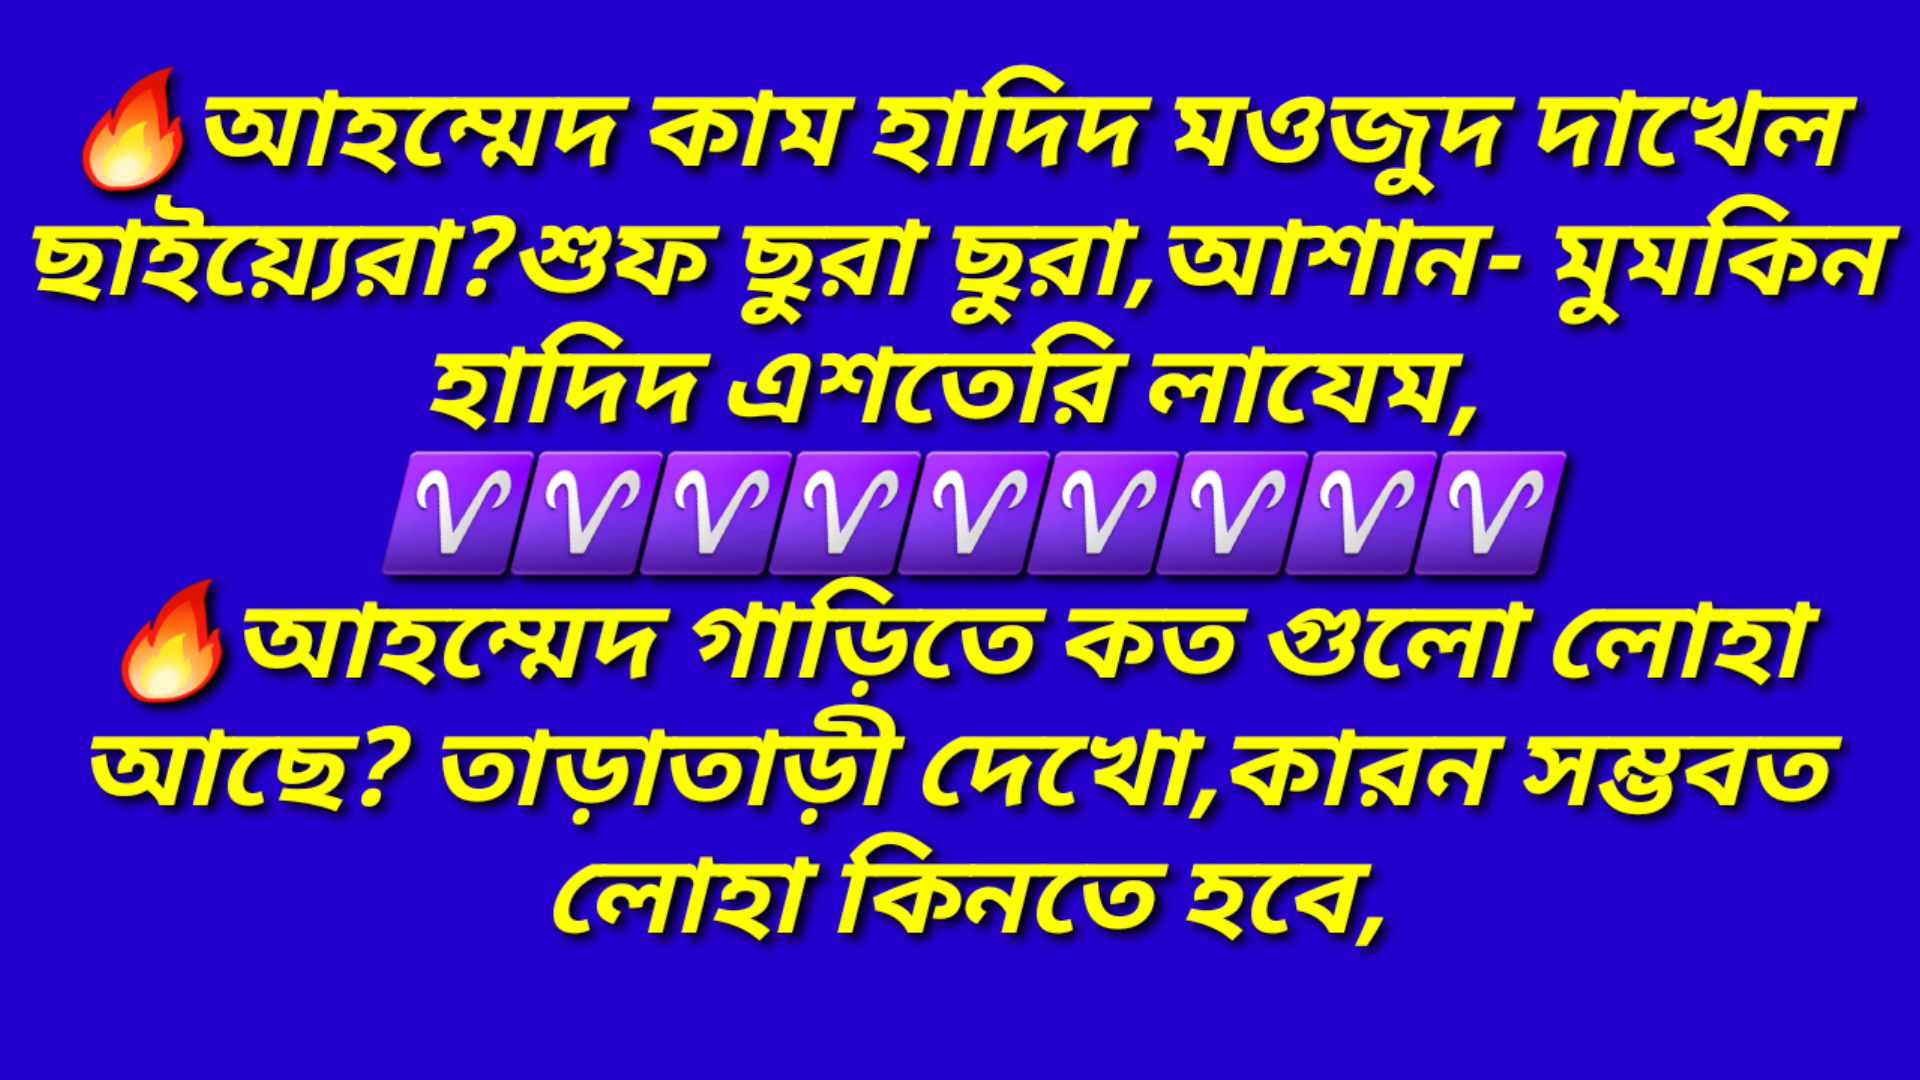 🔥আহম্মেদ কাম হাদিদ মওজুদ দাখেল
ছাইয়্যেরা?শুফ ছুরা ছুরা,আশান- মুমকিন
হাদিদ এশতেরি লাযেম,
♈♈♈♈♈♈♈♈♈
🔥আহম্মেদ গাড়িতে কত গুলো লোহা
আছে? তাড়াতাড়ী দেখো,কারন সম্ভবত
লোহা কিনতে হবে,